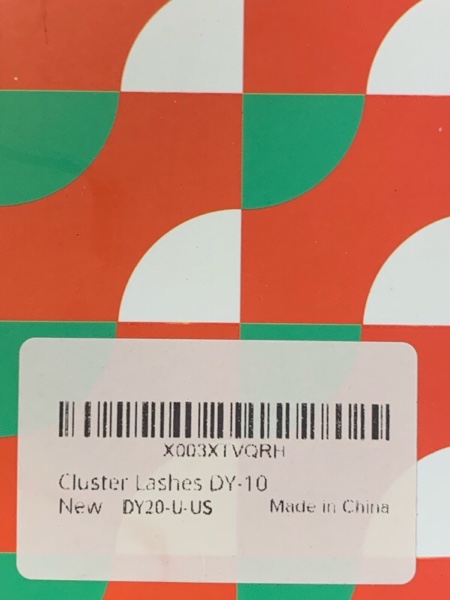 X003XTVQRH
Cluster Lashes DY-10
New DY20-U-US Made in China